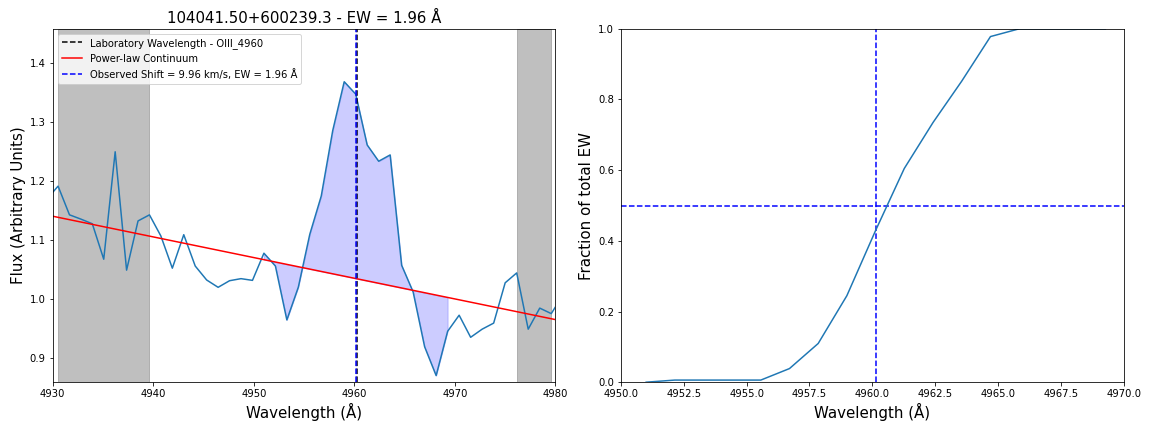 104041.50+600239.3 - EW = 1.96 Å
Laboratory Wavelength - OIII_4960
Power-law Continuum
Observed Shift = 9.96 km/s, EW = 1.96 Å
Flux (Arbitrary Units)
1.4
1.3
1.2
1.1
1.0
0.9
4930 4940 4950 4960 4970 4980
Wavelength (Å)
Fraction of total EW
1.0
0.8
0.6
0.4
0.2
0.0
4950.0 4952.5 4955.0 4957.5 4960.0 4962.5 4965.0 4967.5 4970.0
Wavelength (Å)